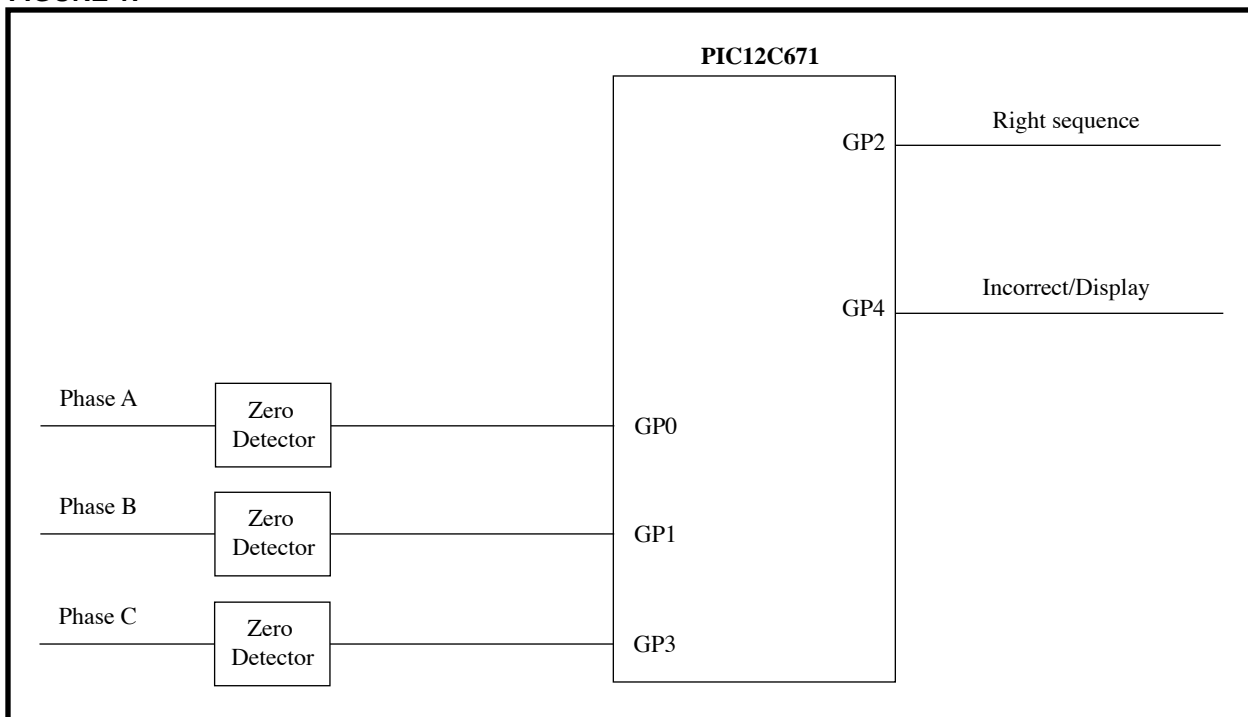 PIC12C671
Right sequence
GP2
Incorrect/Display
GP4
Phase A
Zero
Detector
GP0
Phase B
Zero
Detector
GP1
Phase C
Zero
Detector
GP3